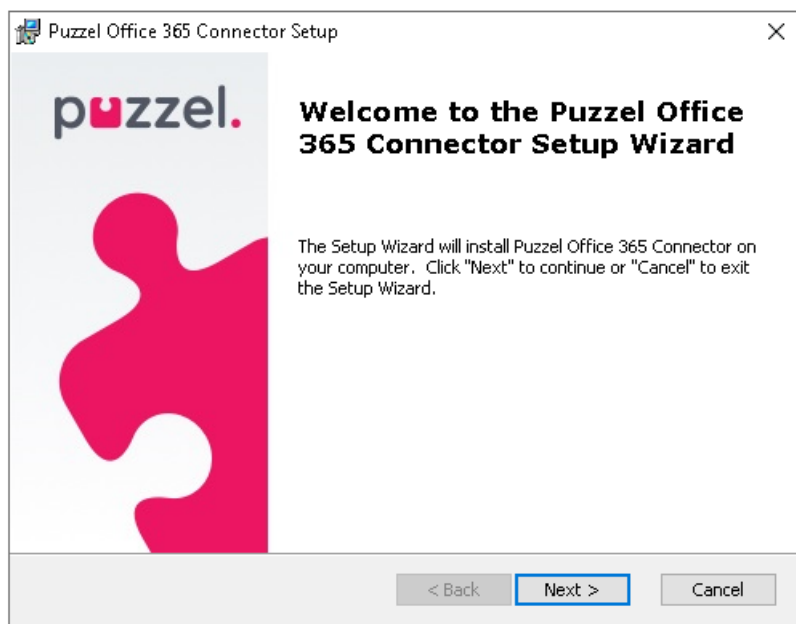 Puzzel Office 365 Connector Setup
puzzel.
Welcome to the Puzzel Office
365 Connector Setup Wizard
The Setup Wizard will install Puzzel Office 365 Connector on
your computer.  Click "Next" to continue or "Cancel" to exit
the Setup Wizard.
< Back
Next >
Cancel